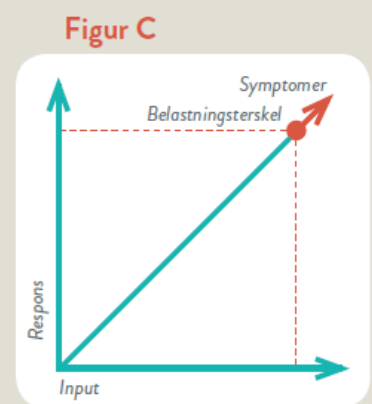 Figur C
Symptomer
Belastningsterskel
Respons
Input